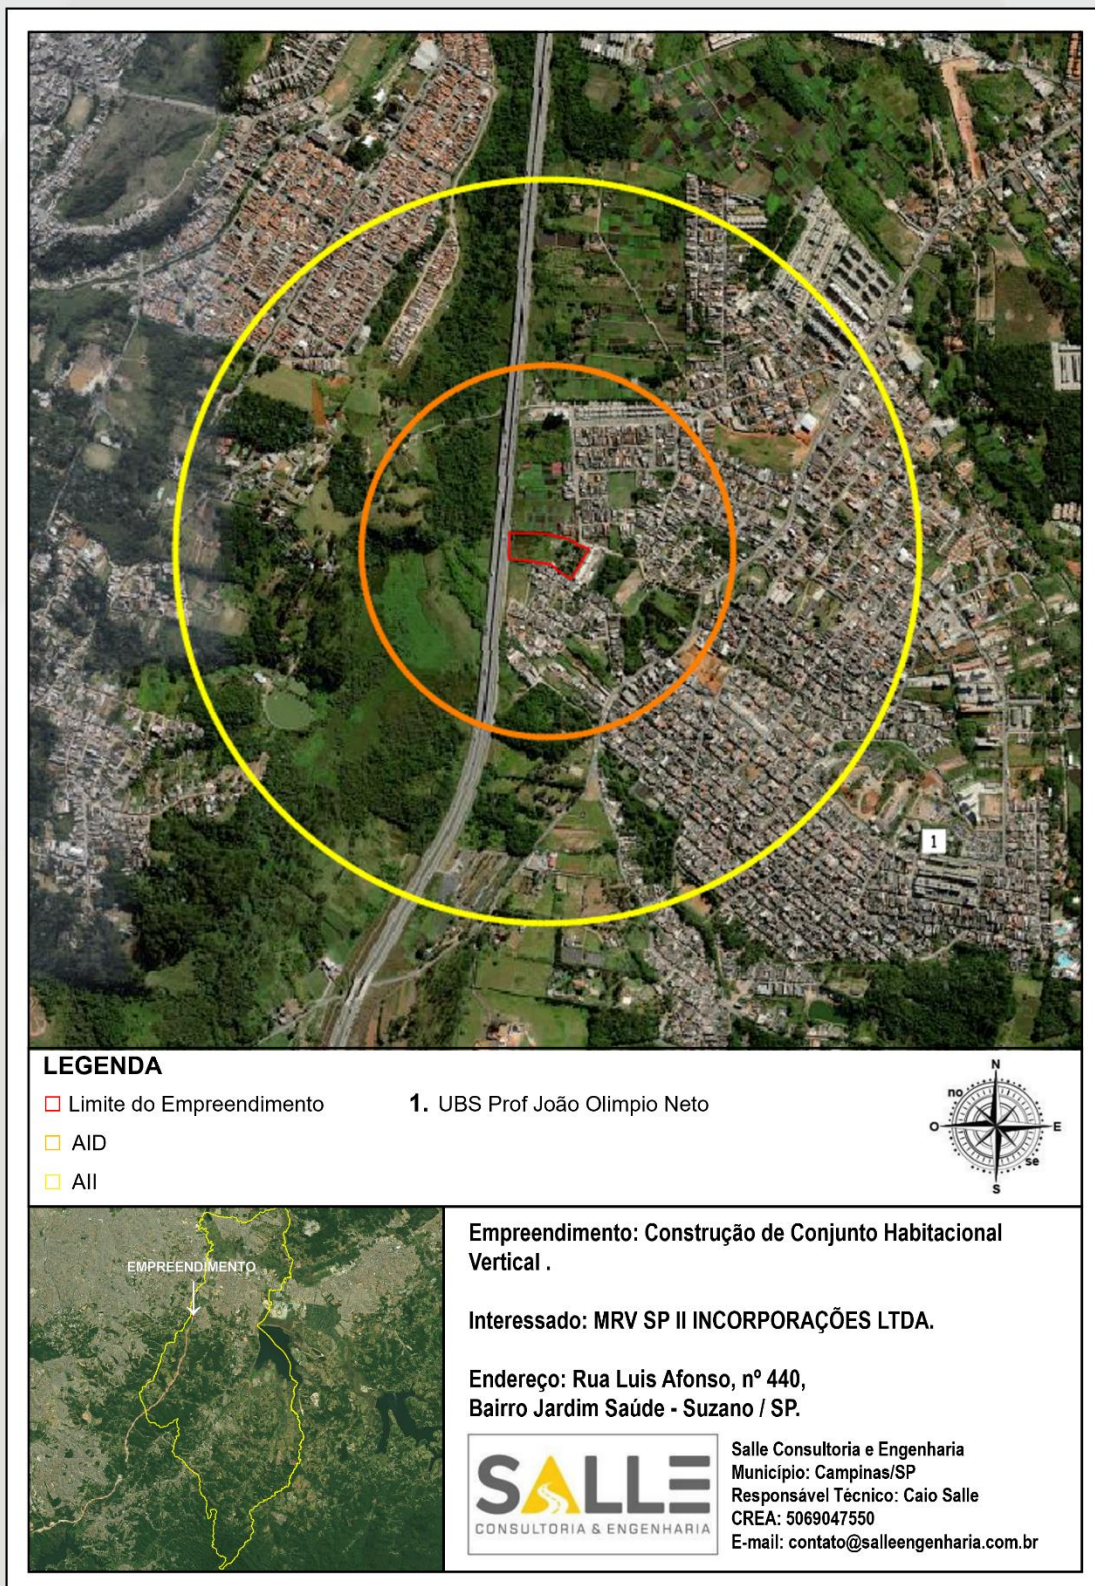 1
LEGENDA
Limite do Empreendimento
AID
AII
1. UBS Prof João Olimpio Neto
N
no
O
E
se
S
EMPREENDIMENTO
Empreendimento: Construção de Conjunto Habitacional
Vertical .
Interessado: MRV SP II INCORPORAÇÕES LTDA.
Endereço: Rua Luis Afonso, nº 440,
Bairro Jardim Saúde - Suzano / SP.
SALLE
CONSULTORIA & ENGENHARIA
Salle Consultoria e Engenharia
Município: Campinas/SP
Responsável Técnico: Caio Salle
CREA: 5069047550
E-mail: contato@salleengenharia.com.br